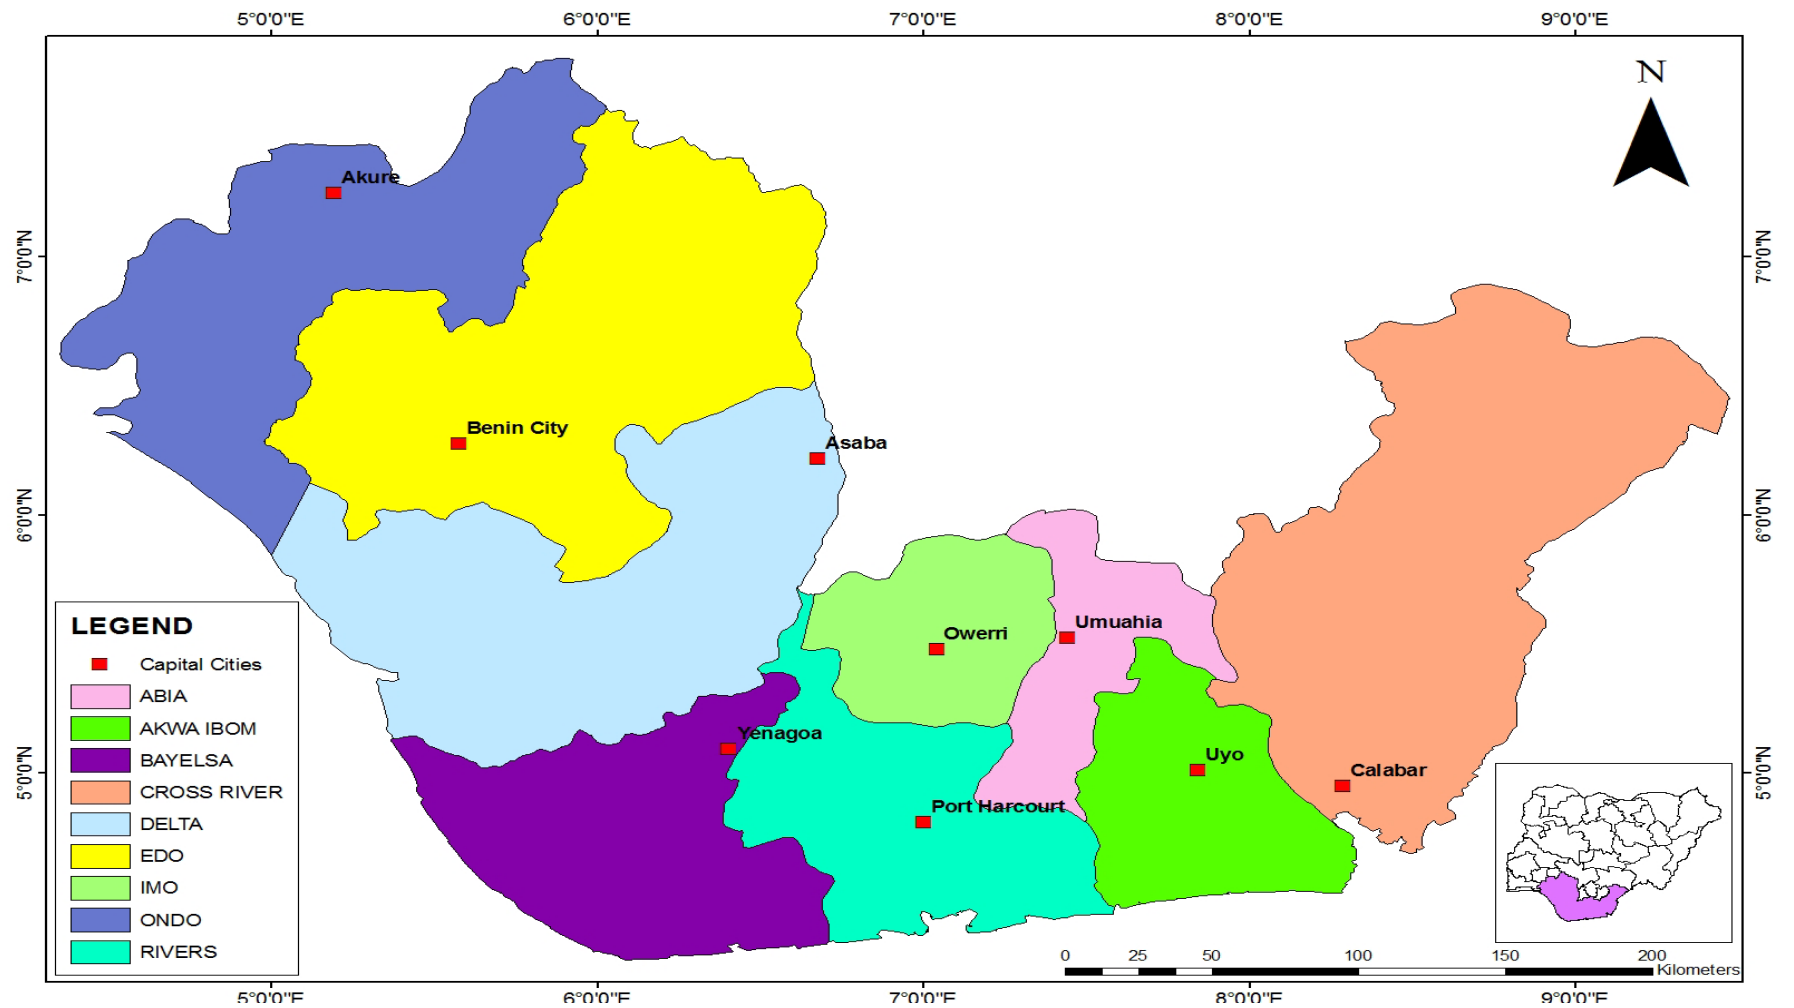 5°0'0"E 6°0'0"E 7°0'0"E 8°0'0"E 9°0'0"E
N
Akure
7°0'0"N 7°0'0"N
Benin City
Asaba
6°0'0"N 6°0'0"N
LEGEND
Capital Cities
ABIA
AKWA IBOM
BAYELSA
CROSS RIVER
DELTA
EDO
IMO
ONDO
RIVERS
Owerri
Umuahia
Yenagoa
Uyo
Calabar
Port Harcourt
5°0'0"N 5°0'0"N
0 25 50 100 150 200
Kilometers
5°0'0"E 6°0'0"E 7°0'0"E 8°0'0"E 9°0'0"E